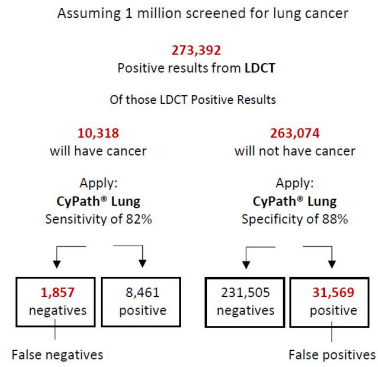 Assuming 1 million screened for lung cancer
273,392
Positive results from LDCT
Of those LDCT Positive Results
10,318
will have cancer
263,074
will not have cancer
Apply:
CyPath® Lung
Sensitivity of 82%
Apply:
CyPath® Lung
Specificity of 88%
1,857
negatives
8,461
positive
231,505
negatives
31,569
positive
False negatives
False positives